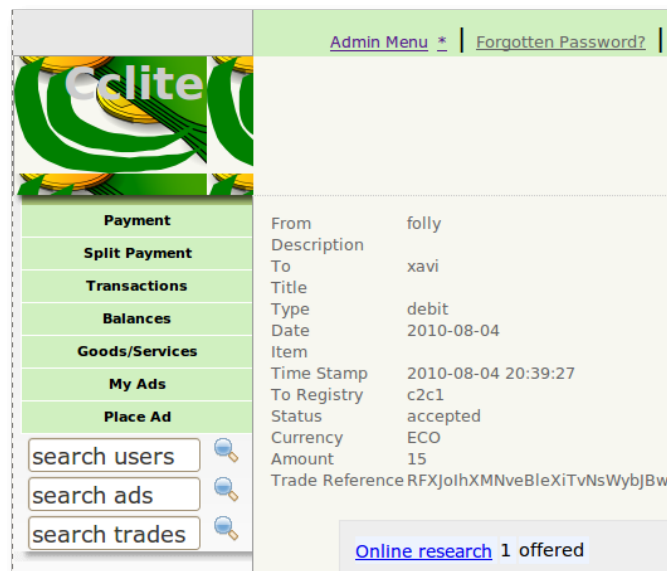 Admin Menu * | Forgotten Password? |
Cclite
Payment
Split Payment
Transactions
Balances
Goods/Services
My Ads
Place Ad
search users
search ads
search trades
From folly
Description
To xavi
Title
Type debit
Date 2010-08-04
Item
Time Stamp 2010-08-04 20:39:27
To Registry c2c1
Status accepted
Currency ECO
Amount 15
Trade Reference RFXJoIhXMNveBleXiTvNsWybJBw
Online research 1 offered